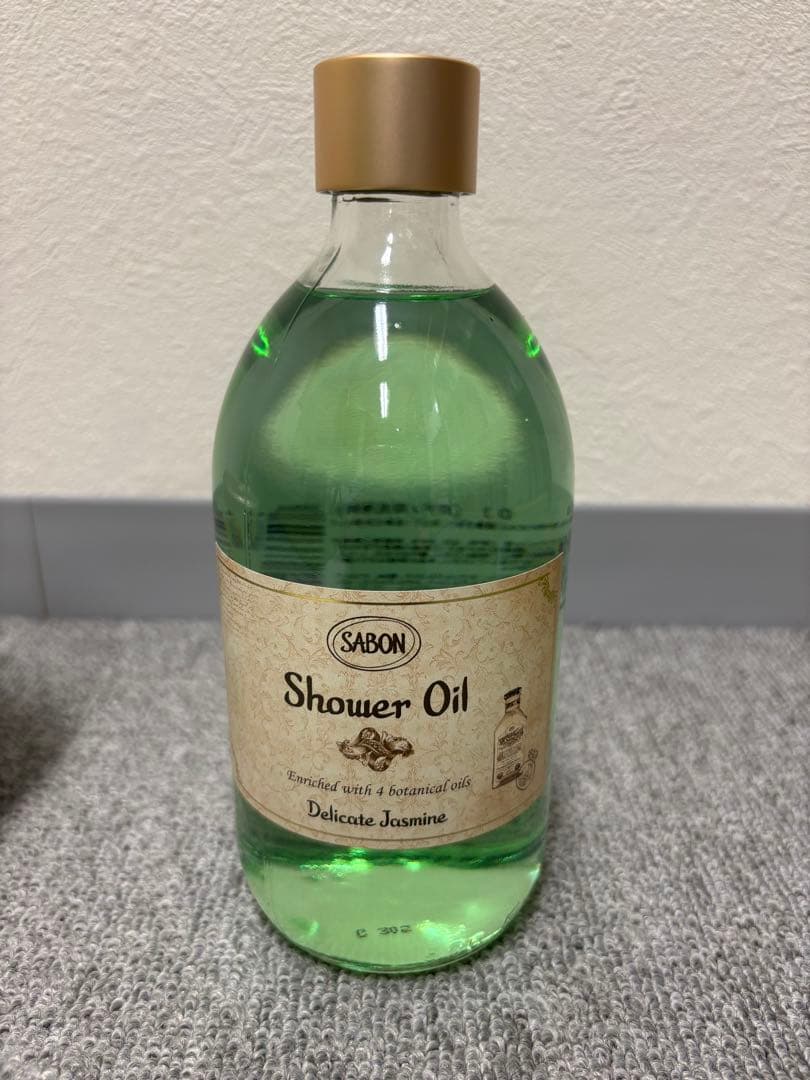 SABON
Shower Oil
Enriched with 4 botanical oils
Delicate Jasmine